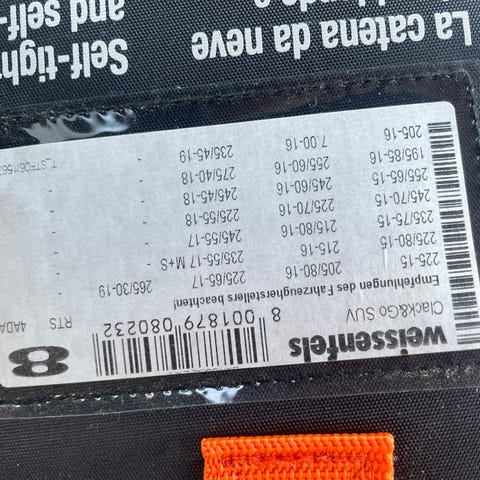 weissenfels
Clack&Go SUV RTS 4ADA
8 001879 080232 8
Empfehlungen des Fahrzeugherstellers beachten!
225-15 205/80-16 225/65-17 265/30-19
225/80-15 215-16 235/55-17 M+S -
235/75-15 245/55-17 -
245/70-15 225/70-16 225/55-18 -
255/65-15 245/60-16 245/45-18 -
195/85-16 255/60-16 275/40-18 -
205-16 7.00-16 235/45-19 -
La catena da neve
Self-tight
and self-